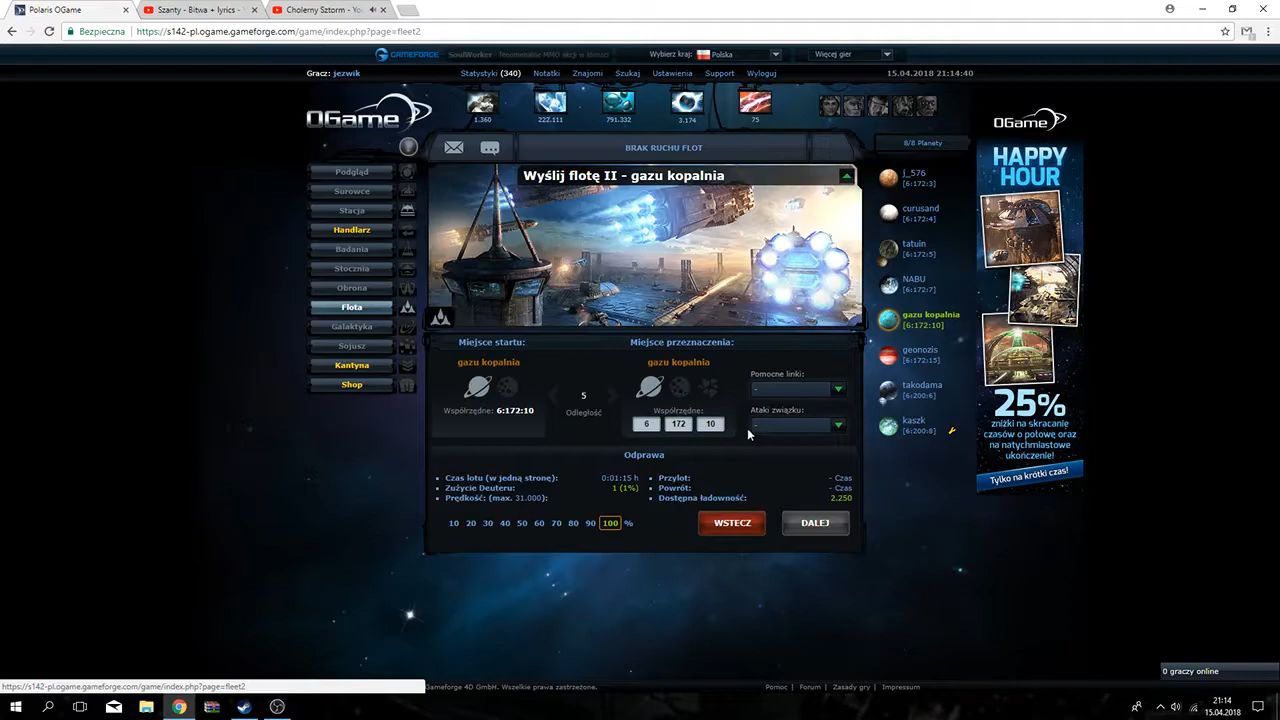 Polaris OGame
Szanty - Bitwa + lyrics -
Cholerny Sztorm - Yo
Bezpieczna
https://s142-pl.ogame.gameforge.com/game/index.php?page=fleet2
GAMEFORGE
SoulWorker
Wybierz kraj:
Polska
Więcej gier
Gracz: jezwik
Statystyki (340)
Notatki
Znajomi
Szukaj
Ustawienia
Support
Wyloguj
15.04.2018 21:14:40
OGame
1.360
222.111
791.332
3.174
75
BRAK RUCHU FLOT
8/8 Planety
Wyślij flotę II - gazu kopalnia
Podgląd
Surowce
Stacja
Handlarz
Badania
Stocznia
Obrona
Flota
Galaktyka
Sojusz
Kantyna
Shop
Miejsce startu:
gazu kopalnia
Współrzędne: 6:172:10
5
Odległość
Miejsce przeznaczenia:
gazu kopalnia
Współrzędne:
6
172
10
Pomocne linki:
-
Ataki związku:
-
Odprawa
Czas lotu (w jedną stronę): 0:01:15 h
Zużycie Deuteru: 1 (1%)
Prędkość: (max. 31.000):
Przylot: - Czas
Powrót: - Czas
Dostępna ładowność: 2.250
10 20 30 40 50 60 70 80 90 100 %
WSTECZ
DALEJ
j_576
[6:172:3]
curusand
[6:172:4]
tatuin
[6:172:5]
NABU
[6:172:7]
gazu kopalnia
[6:172:10]
geonozis
[6:172:15]
takodama
[6:200:6]
kaszk
[6:200:8]
OGame
HAPPY
HOUR
25%
zniżki na skracanie
czasów o połowę oraz
na natychmiastowe
ukończenie!
Tylko na krótki czas!
0 graczy online
https://s142-pl.ogame.gameforge.com/game/index.php?page=fleet2
Gameforge 4D GmbH. Wszelkie prawa zastrzeżone.
Pomoc
Forum
Zasady gry
Impressum
21:14
15.04.2018